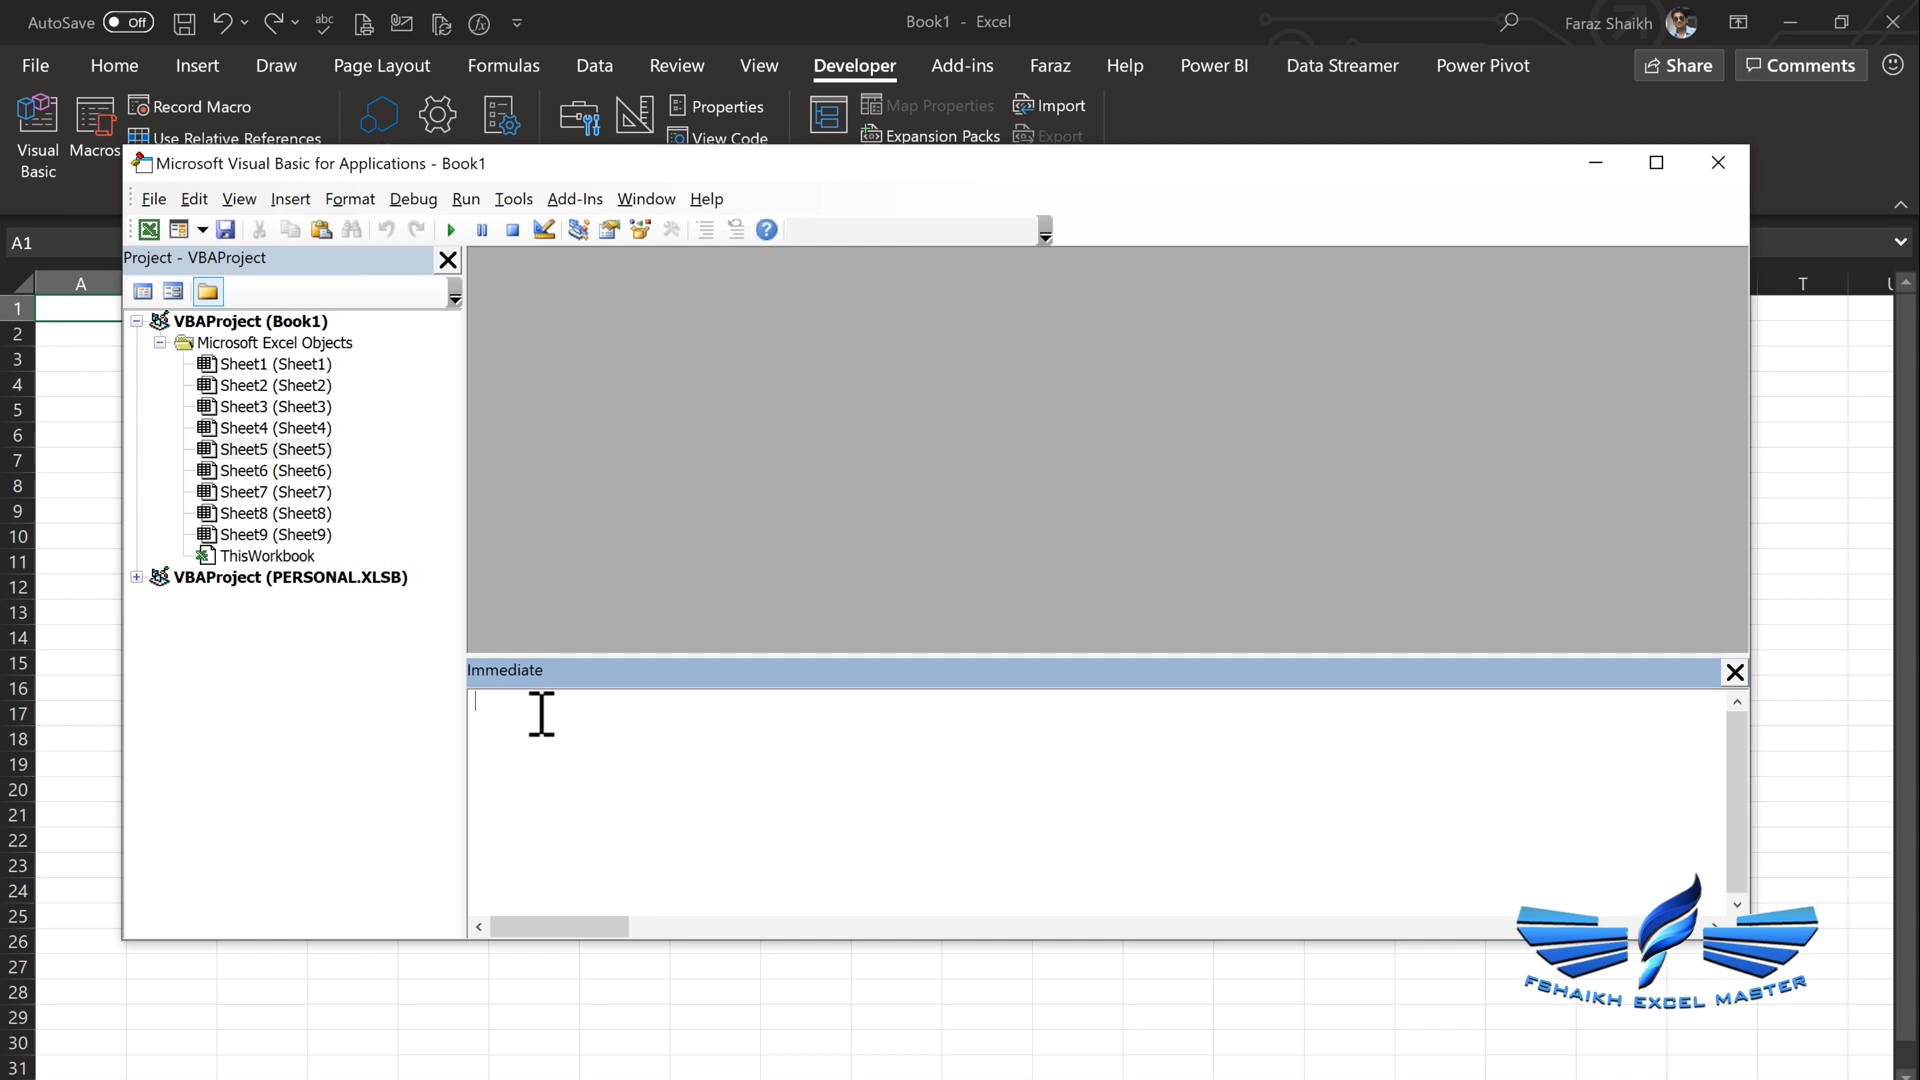 AutoSave Off abc Book1 - Excel Faraz Shaikh
File Home Insert Draw Page Layout Formulas Data Review View Developer Add-ins Faraz Help Power BI Data Streamer Power Pivot Share Comments
Visual Basic
Macros
Record Macro
Use Relative References
Properties
View Code
Map Properties
Expansion Packs
Import
Export
Microsoft Visual Basic for Applications - Book1
File Edit View Insert Format Debug Run Tools Add-Ins Window Help
A1
Project - VBAProject
VBAProject (Book1)
Microsoft Excel Objects
Sheet1 (Sheet1)
Sheet2 (Sheet2)
Sheet3 (Sheet3)
Sheet4 (Sheet4)
Sheet5 (Sheet5)
Sheet6 (Sheet6)
Sheet7 (Sheet7)
Sheet8 (Sheet8)
Sheet9 (Sheet9)
ThisWorkbook
VBAProject (PERSONAL.XLSB)
Immediate
A T
1
2
3
4
5
6
7
8
9
10
11
12
13
14
15
16
17
18
19
20
21
22
23
24
25
26
27
28
29
30
31
FSHAIKH EXCEL MASTER